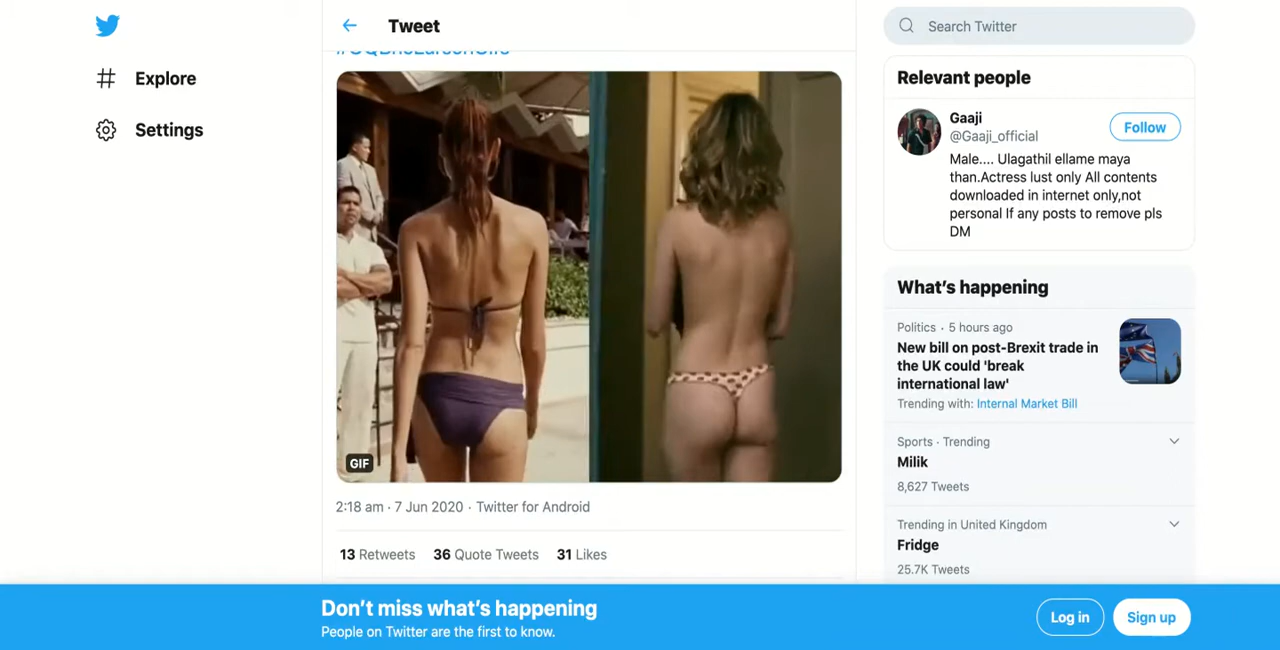 Tweet
Search Twitter
Explore
Settings
GIF
2:18 am · 7 Jun 2020 · Twitter for Android
13 Retweets 36 Quote Tweets 31 Likes
Relevant people
Gaaji
@Gaaji_official
Follow
Male.... Ulagathil ellame maya
than.Actress lust only All contents
downloaded in internet only,not
personal If any posts to remove pls
DM
What's happening
Politics · 5 hours ago
New bill on post-Brexit trade in
the UK could 'break
international law'
Trending with: Internal Market Bill
Sports · Trending
Milik
8,627 Tweets
Trending in United Kingdom
Fridge
25.7K Tweets
Don't miss what's happening
People on Twitter are the first to know.
Log in
Sign up